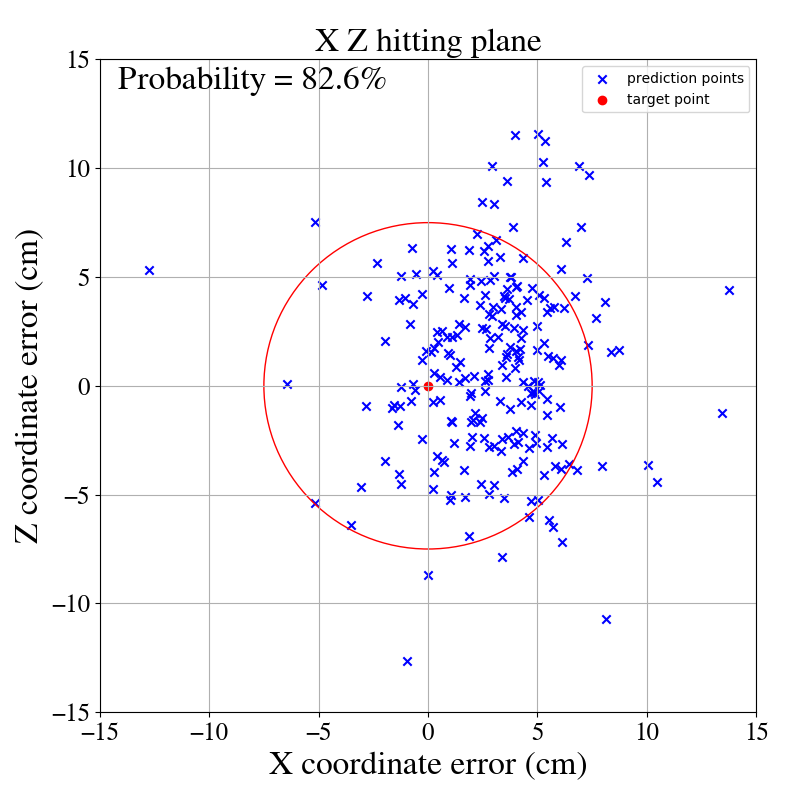 X Z hitting plane
Probability = 82.6%
prediction points
target point
Z coordinate error (cm)
15
10
5
0
−5
−10
−15
−15
−10
−5
0
5
10
15
X coordinate error (cm)